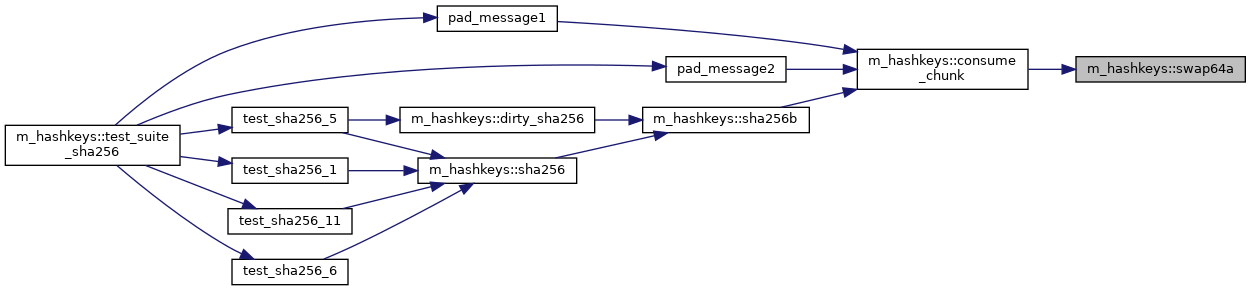 pad_message1
m_hashkeys::consume
_chunk
m_hashkeys::swap64a
pad_message2
test_sha256_5
m_hashkeys::dirty_sha256
m_hashkeys::sha256b
m_hashkeys::test_suite
_sha256
test_sha256_1
m_hashkeys::sha256
test_sha256_11
test_sha256_6